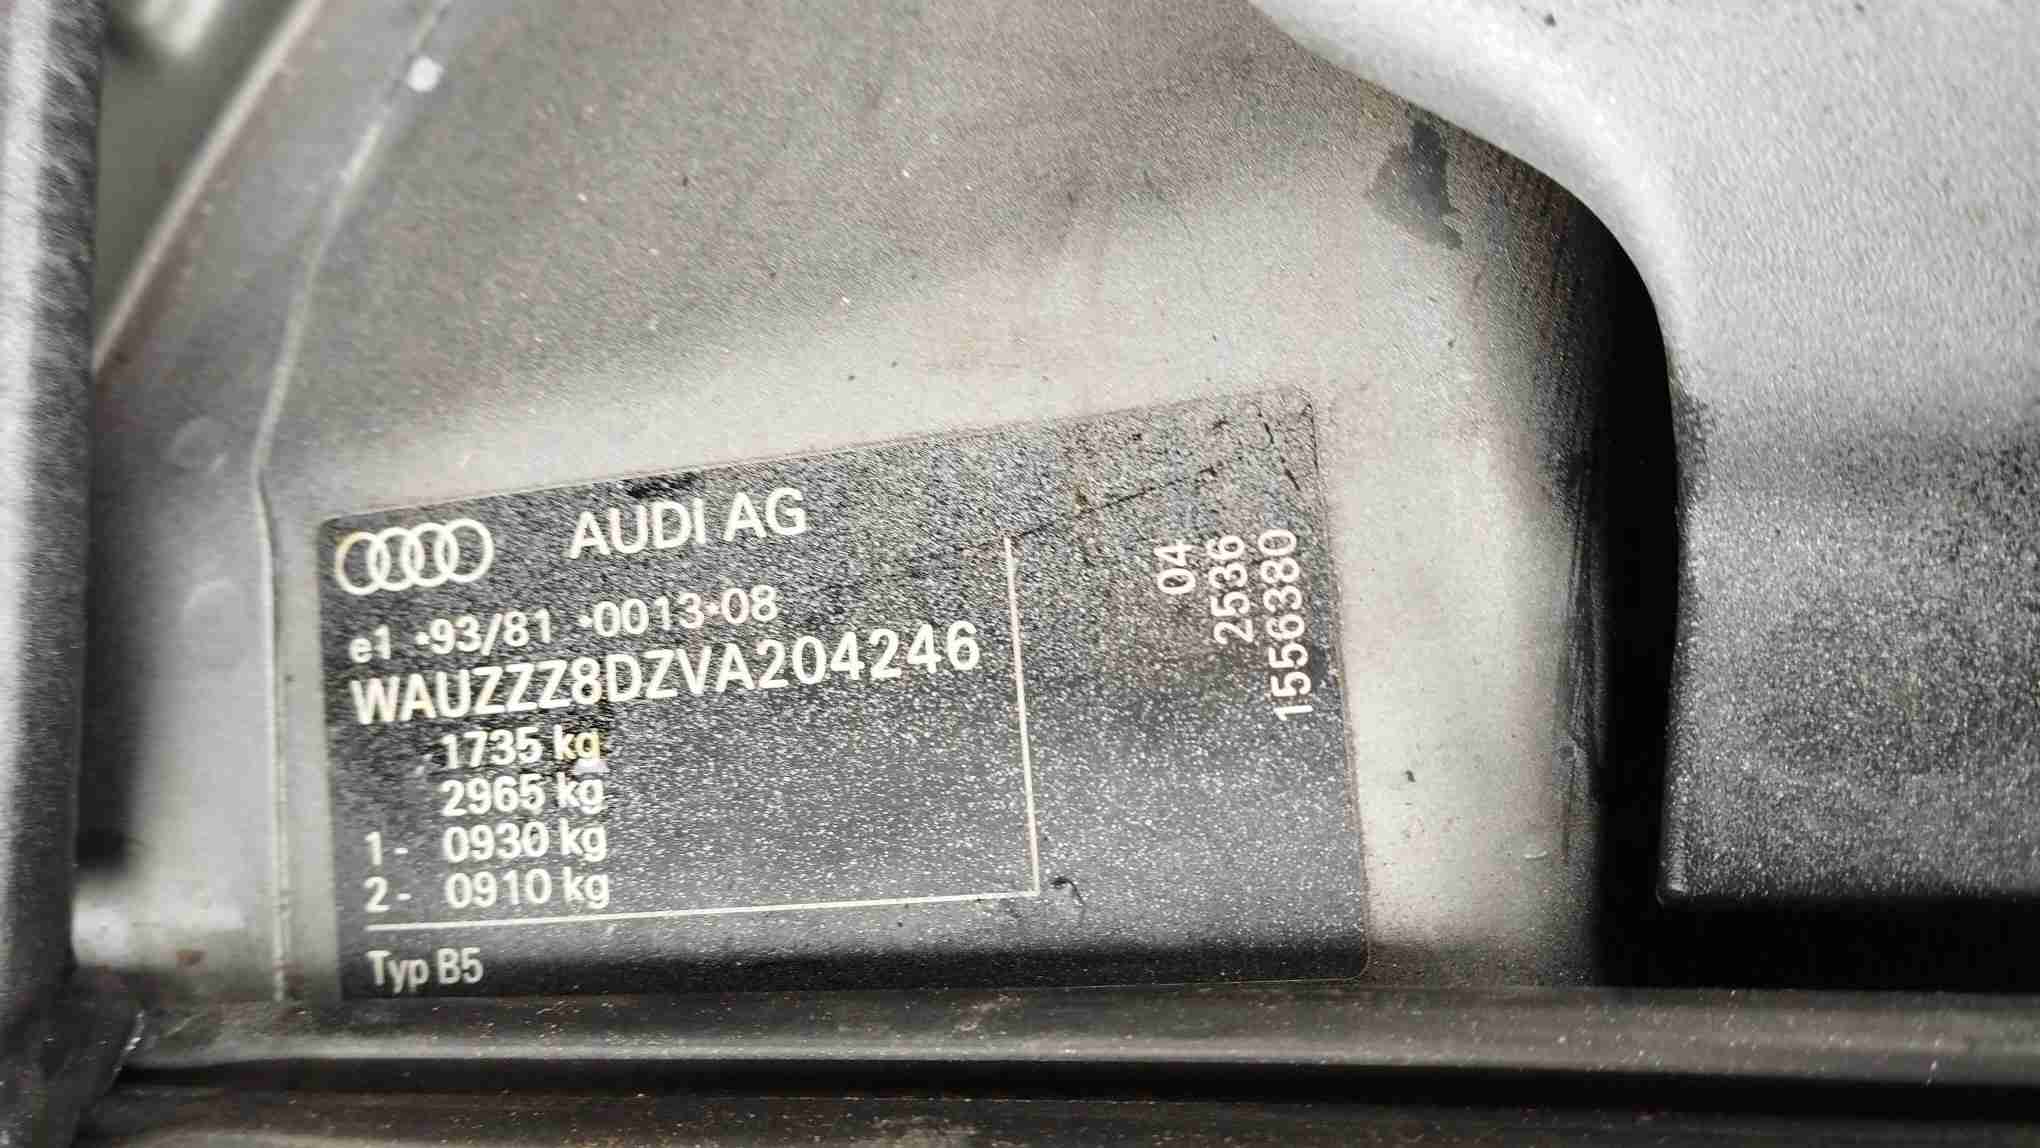 AUDI AG
e1 *93/81 *0013*08
WAUZZZ8DZVA204246
1735 kg
2965 kg
1- 0930 kg
2- 0910 kg
Typ B5
04
2536
1556380